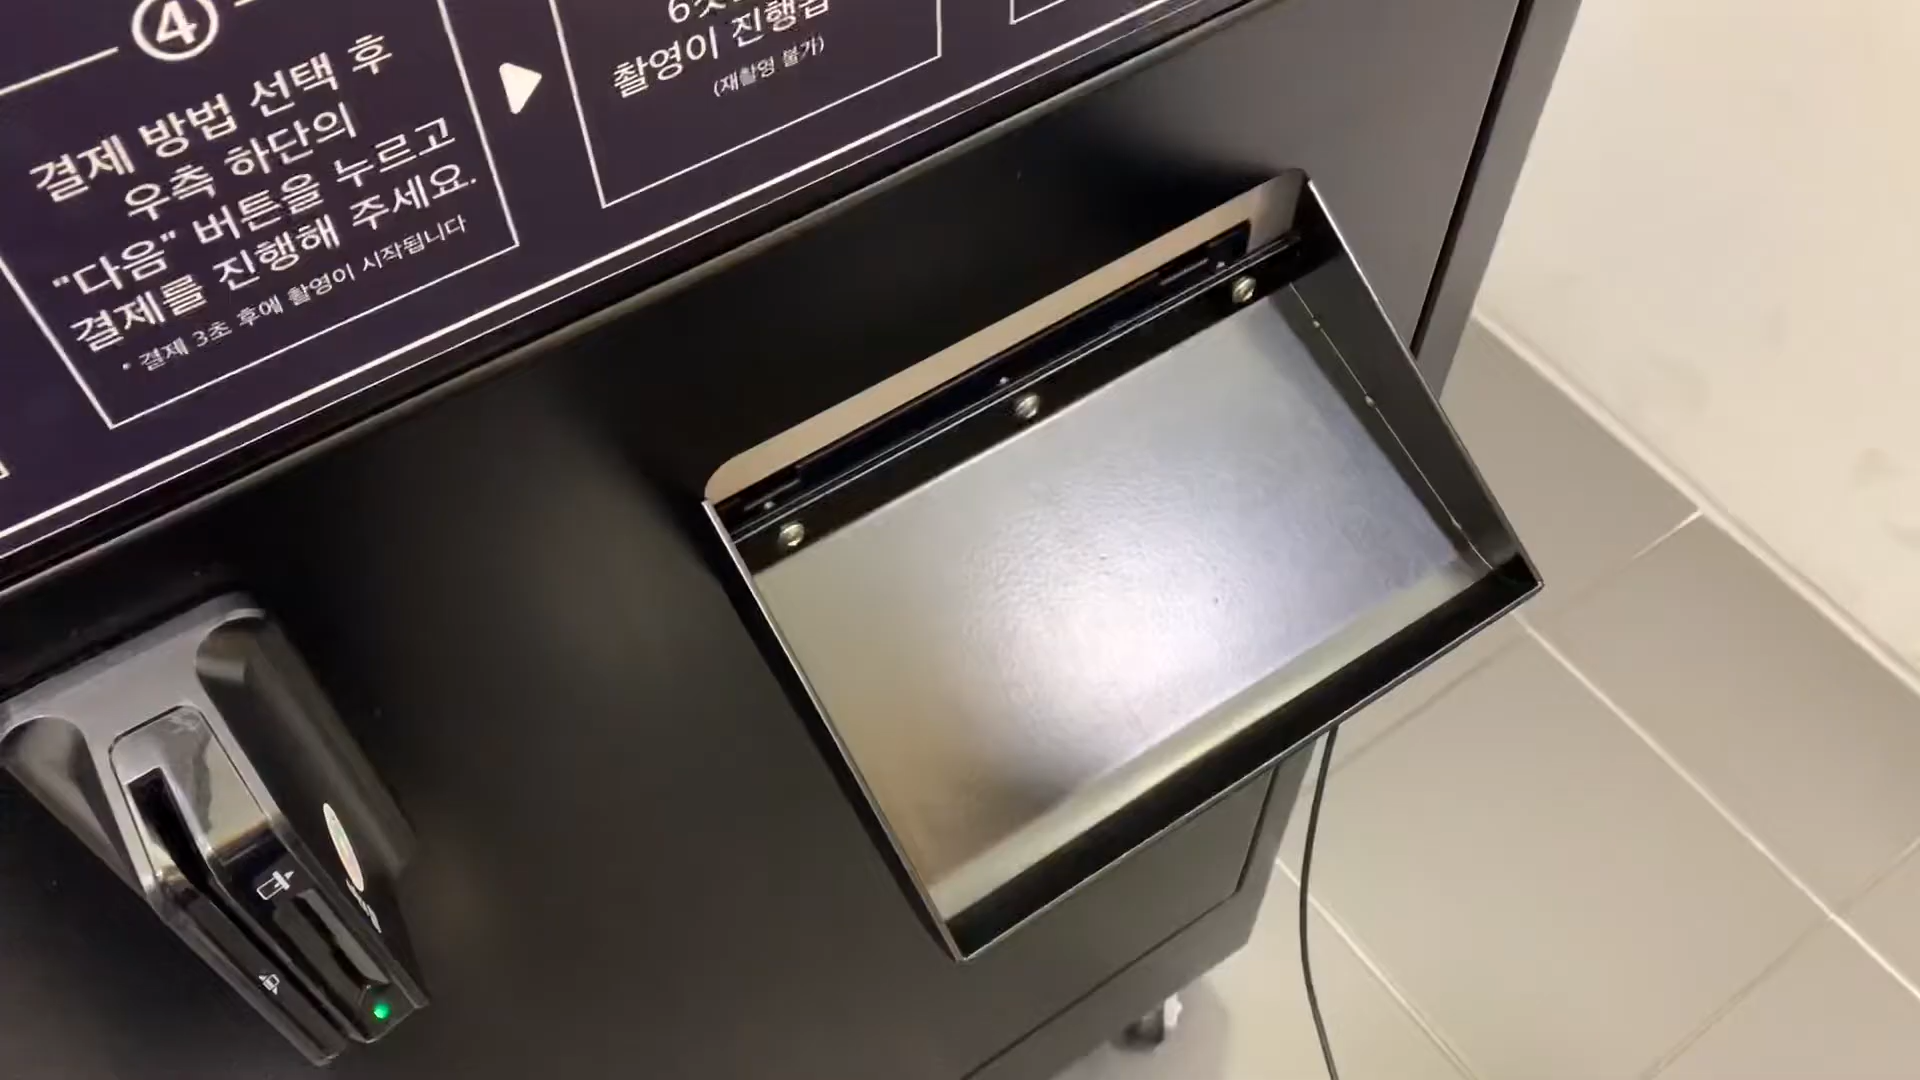 ④
결제 방법 선택 후
우측 하단의
"다음" 버튼을 누르고
결제를 진행해 주세요.
* 결제 3초 후에 촬영이 시작됩니다
촬영이 진행됨
(재촬영 불가)